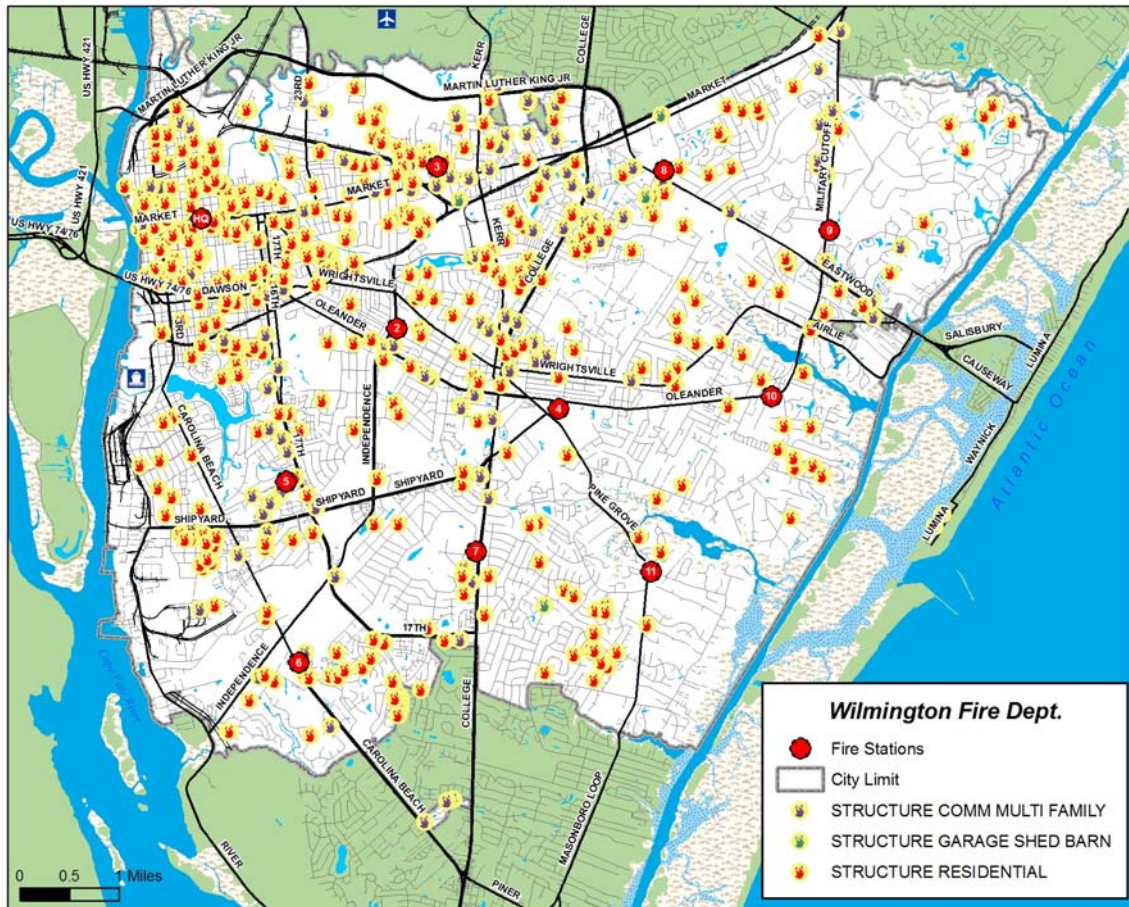 US HWY 421
MARTIN LUTHER KING JR
23RD
KERR
COLLEGE
MARTIN LUTHER KING JR
MARKET
MILITARY CUTOFF
3
8
US HWY 421
MARKET
MARKET
HQ
US HWY 74/76
17TH
KERR
COLLEGE
9
EASTWOOD
US HWY 74/76
DAWSON
16TH
WRIGHTSVILLE
OLEANDER
2
3RD
AIRLIE
SALISBURY
CAUSEWAY
LUMINA
WRIGHTSVILLE
OLEANDER
10
4
CAROLINA BEACH
17TH
INDEPENDENCE
WAYNICK
Atlantic Ocean
5
SHIPYARD
SHIPYARD
SHIPYARD
PINE GROVE
LUMINA
7
11
17TH
6
INDEPENDENCE
Cape Fear River
COLLEGE
CAROLINA BEACH
MASONBORO LOOP
RIVER
PINER
0 0.5 1 Miles
Wilmington Fire Dept.
Fire Stations
City Limit
STRUCTURE COMM MULTI FAMILY
STRUCTURE GARAGE SHED BARN
STRUCTURE RESIDENTIAL